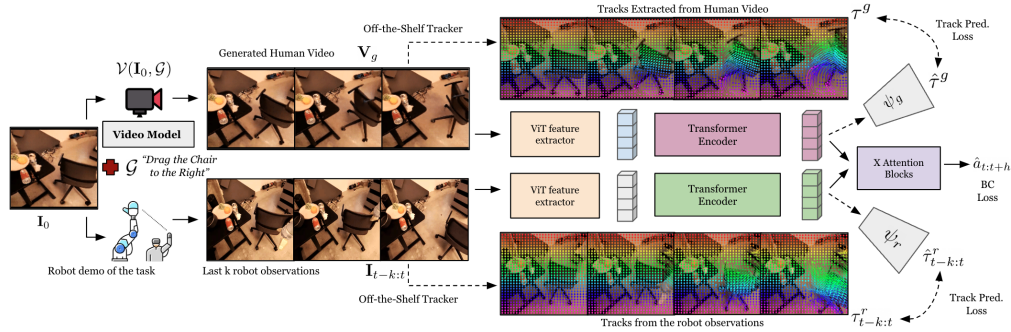 Tracks Extracted from Human Video
τ^g
Off-the-Shelf Tracker
Track Pred.
Loss
Generated Human Video
V_g
V(I_0, G)
τ̂^g
ψ_g
Video Model
ViT feature
extractor
Transformer
Encoder
G "Drag the Chair
to the Right"
X Attention
Blocks
â_{t:t+h}
BC
Loss
ViT feature
extractor
Transformer
Encoder
I_0
ψ_r
τ̂^r_{t−k:t}
Robot demo of the task
Last k robot observations
I_{t−k:t}
Off-the-Shelf Tracker
Track Pred.
Loss
τ^r_{t−k:t}
Tracks from the robot observations